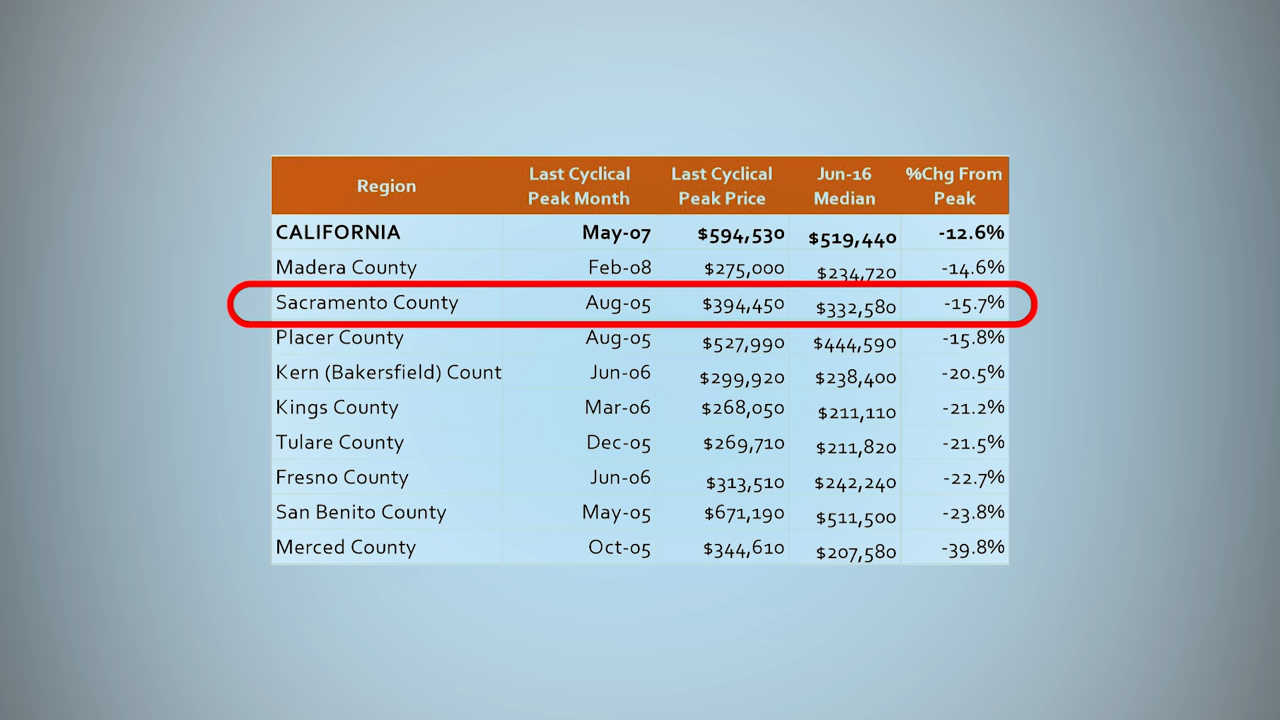 Region Last Cyclical Peak Month Last Cyclical Peak Price Jun-16 Median %Chg From Peak
CALIFORNIA May-07 $594,530 $519,440 -12.6%
Madera County Feb-08 $275,000 $234,720 -14.6%
Sacramento County Aug-05 $394,450 $332,580 -15.7%
Placer County Aug-05 $527,990 $444,590 -15.8%
Kern (Bakersfield) Count Jun-06 $299,920 $238,400 -20.5%
Kings County Mar-06 $268,050 $211,110 -21.2%
Tulare County Dec-05 $269,710 $211,820 -21.5%
Fresno County Jun-06 $313,510 $242,240 -22.7%
San Benito County May-05 $671,190 $511,500 -23.8%
Merced County Oct-05 $344,610 $207,580 -39.8%